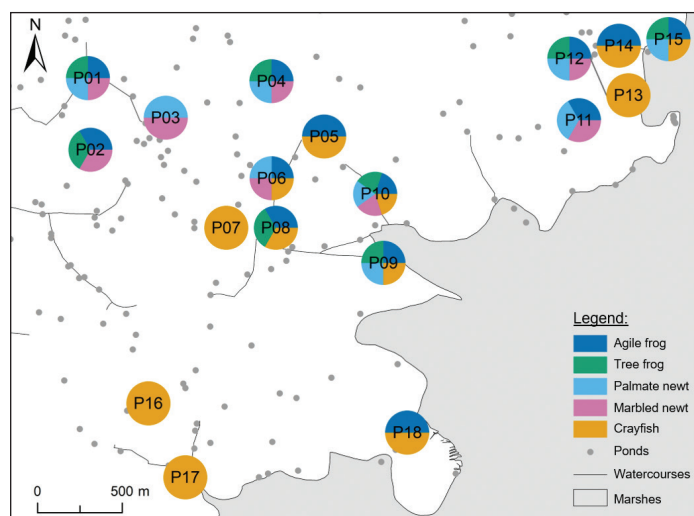 N
P15
P14
P12
P01
P04
P13
P03
P11
P05
P02
P06
P10
P07
P08
P09
Legend:
Agile frog
Tree frog
Palmate newt
P16
Marbled newt
Crayfish
P18
Ponds
P17
Watercourses
0 500 m
Marshes